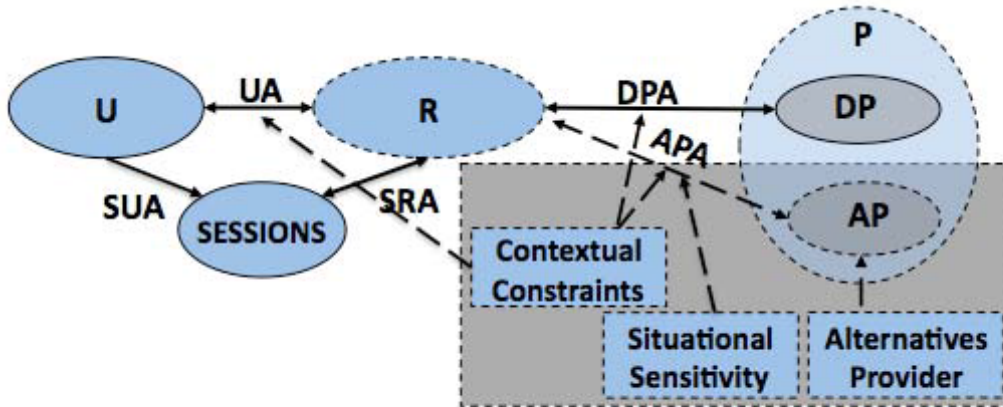 P
U
UA
R
DPA
DP
APA
SUA
SRA
SESSIONS
AP
Contextual
Constraints
Situational
Sensitivity
Alternatives
Provider